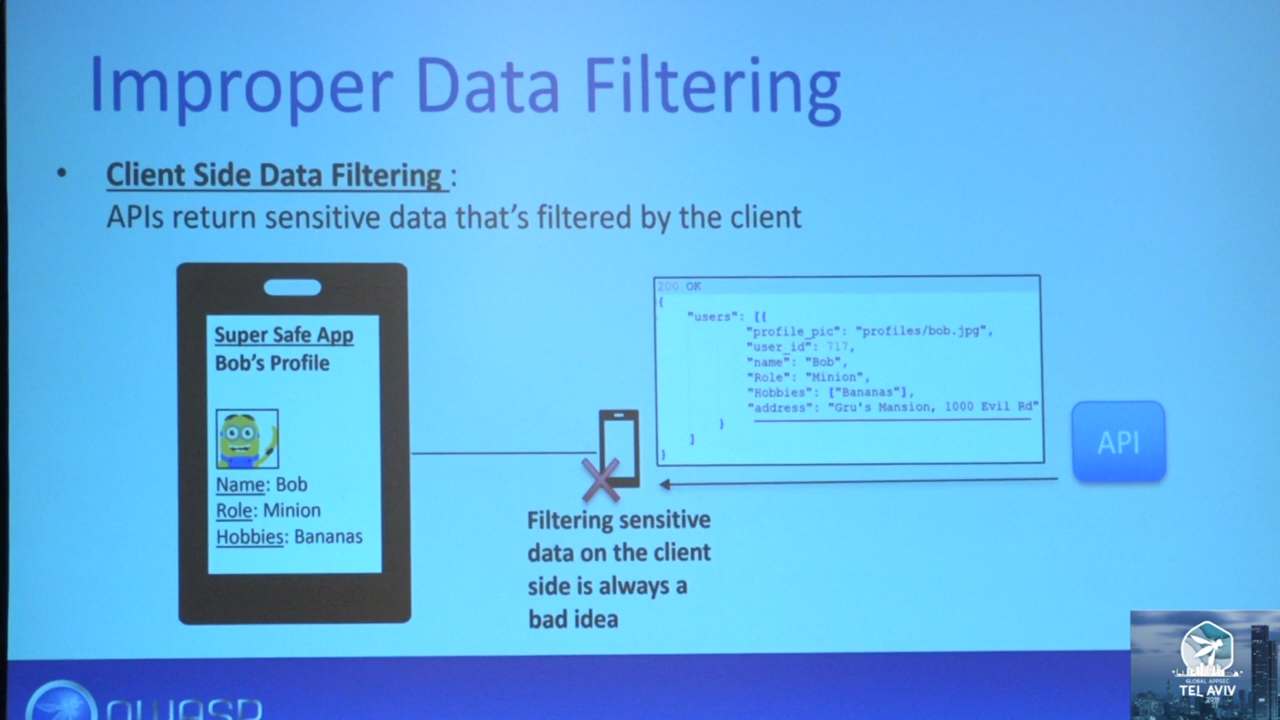 Improper Data Filtering
• Client Side Data Filtering :
APIs return sensitive data that's filtered by the client
Super Safe App
Bob's Profile
Name: Bob
Role: Minion
Hobbies: Bananas
Filtering sensitive
data on the client
side is always a
bad idea
200 OK
{
"users": [{
"profile_pic": "profiles/bob.jpg",
"user_id": 717,
"name": "Bob",
"Role": "Minion",
"Hobbies": ["Bananas"],
"address": "Gru's Mansion, 1000 Evil Rd"
}
]
}
API
OWASP
GLOBAL APPSEC
TEL AVIV